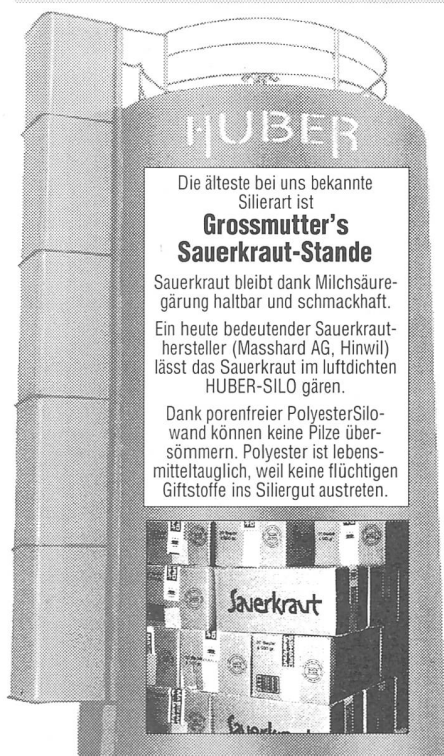 HUBER
Die älteste bei uns bekannte
Silierart ist
Grossmutter's
Sauerkraut-Stande
Sauerkraut bleibt dank Milchsäure-
gärung haltbar und schmackhaft.
Ein heute bedeutender Sauerkraut-
hersteller (Masshard AG, Hinwil)
lässt das Sauerkraut im luftdichten
HUBER-SILO gären.
Dank porenfreier PolyesterSilo-
wand können keine Pilze über-
sömmern. Polyester ist lebens-
mitteltauglich, weil keine flüchtigen
Giftstoffe ins Siliergut austreten.
Sauerkraut
Sauerkraut